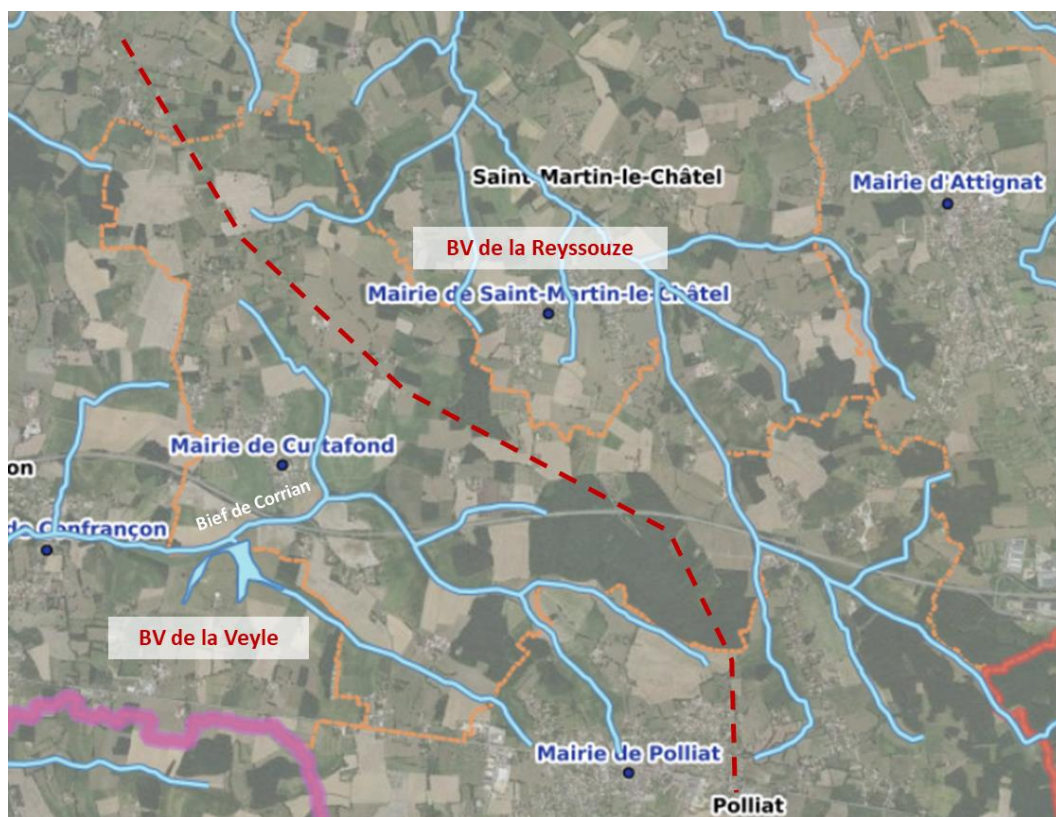 Saint-Martin-le-Châtel
Mairie d'Attignat
BV de la Reyssouze
Mairie de Saint-Martin-le-Châtel
Mairie de Curtafond
on
Bief de Corrian
de Confrançon
BV de la Veyle
Mairie de Polliat
Polliat